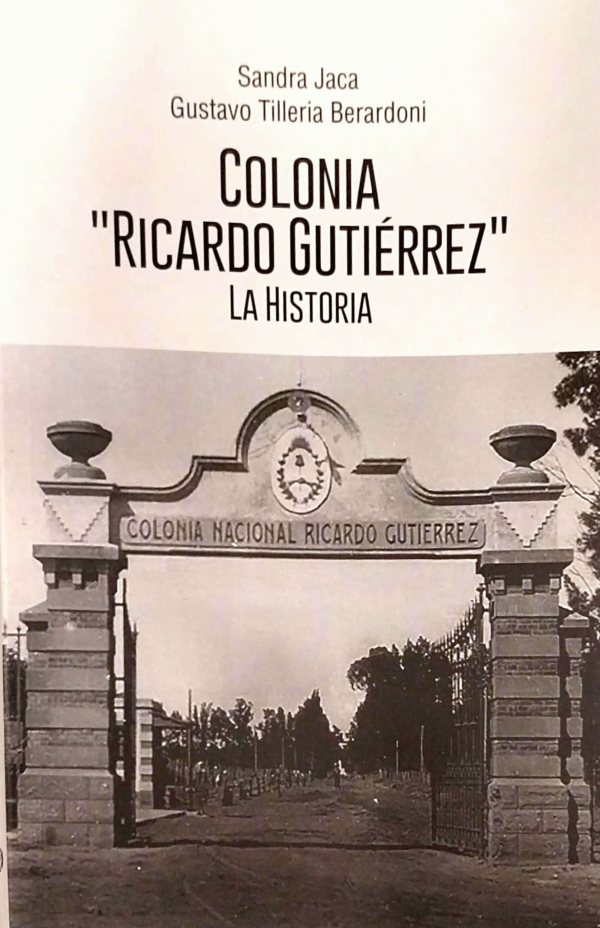 Sandra Jaca
Gustavo Tilleria Berardoni
COLONIA
"RICARDO GUTIÉRREZ"
LA HISTORIA
COLONIA NACIONAL RICARDO GUTIERREZ